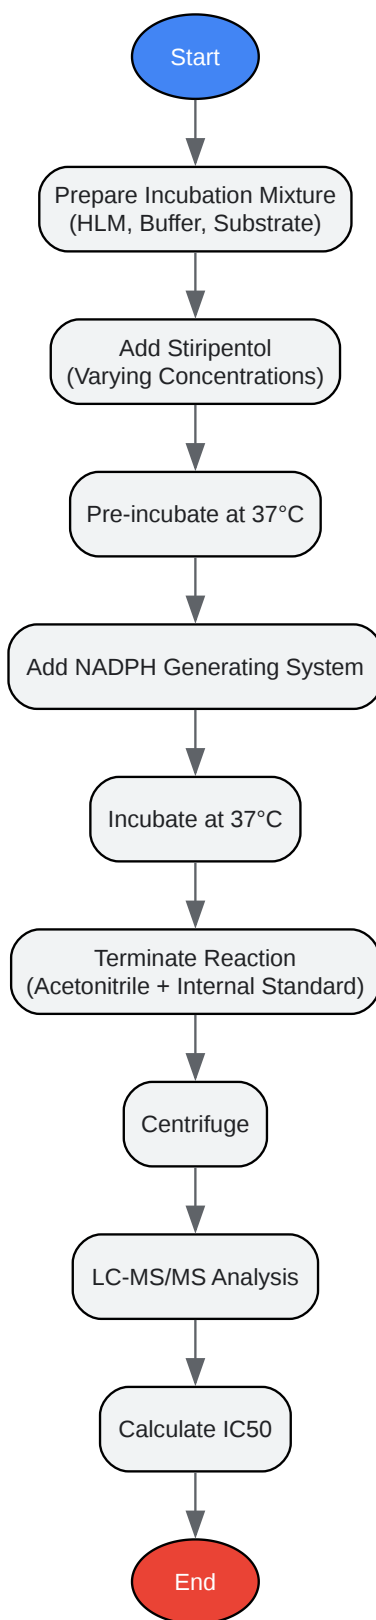 Start
Prepare Incubation Mixture
(HLM, Buffer, Substrate)
Add Stiripentol
(Varying Concentrations)
Pre-incubate at 37°C
Add NADPH Generating System
Incubate at 37°C
Terminate Reaction
(Acetonitrile + Internal Standard)
Centrifuge
LC-MS/MS Analysis
Calculate IC50
End